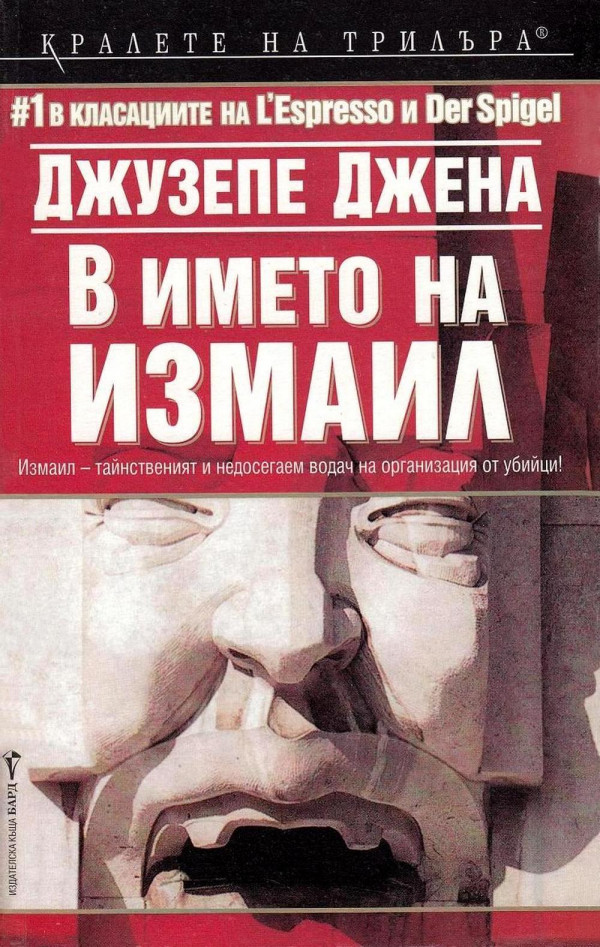 КРАЛЕТЕ НА ТРИЛЪРА®
#1 В КЛАСАЦИИТЕ НА L'Espresso И Der Spigel
ДЖУЗЕПЕ ДЖЕНА
В ИМЕТО НА
ИЗМАИЛ
Измаил – тайнственият и недосегаем водач на организация от убийци!
ИЗДАТЕЛСКА КЪЩА БАРД